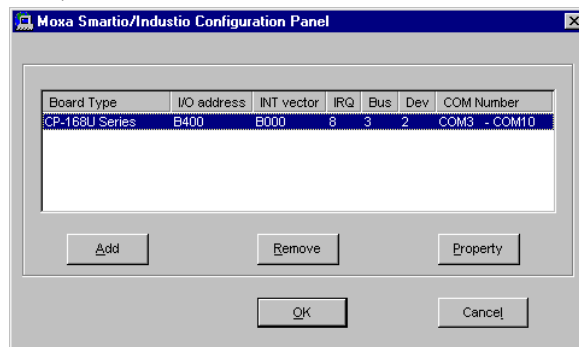 Moxa Smartio/Industio Configuration Panel
Board Type I/O address INT vector IRQ Bus Dev COM Number
CP-168U Series B400 B000 8 3 2 COM3 - COM10
Add Remove Property
OK Cancel